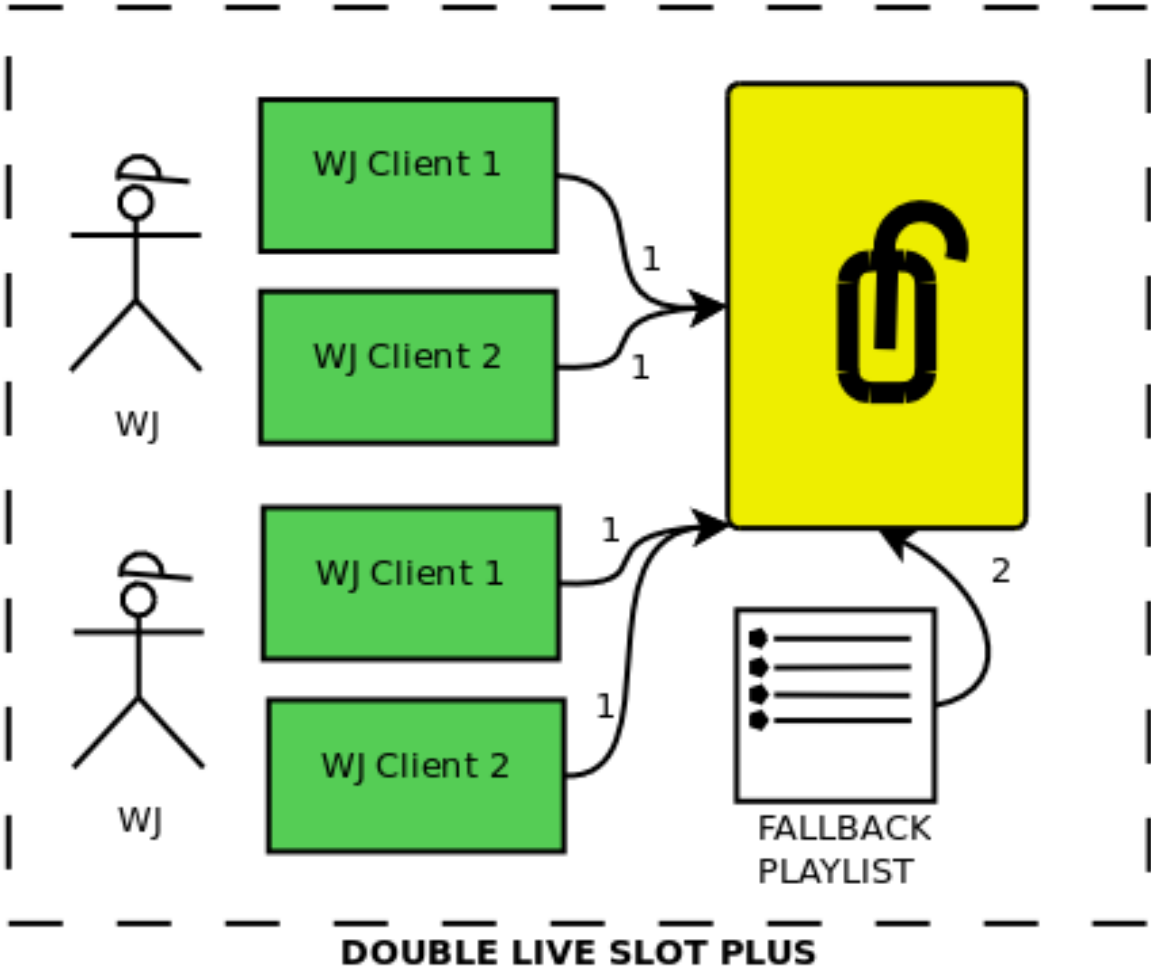 WJ Client 1
1
WJ Client 2
1
WJ
WJ Client 1
1
2
WJ Client 2
1
WJ
FALLBACK
PLAYLIST
DOUBLE LIVE SLOT PLUS